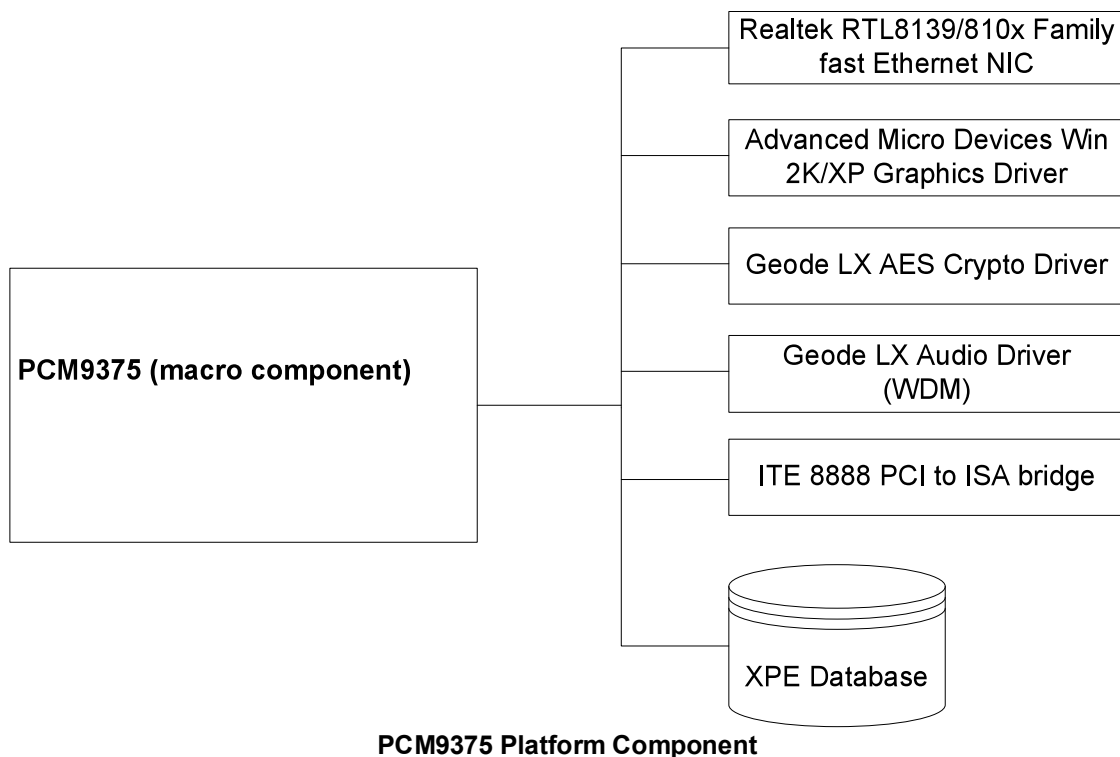 Realtek RTL8139/810x Family
fast Ethernet NIC
Advanced Micro Devices Win
2K/XP Graphics Driver
Geode LX AES Crypto Driver
PCM9375 (macro component)
Geode LX Audio Driver
(WDM)
ITE 8888 PCI to ISA bridge
XPE Database
PCM9375 Platform Component